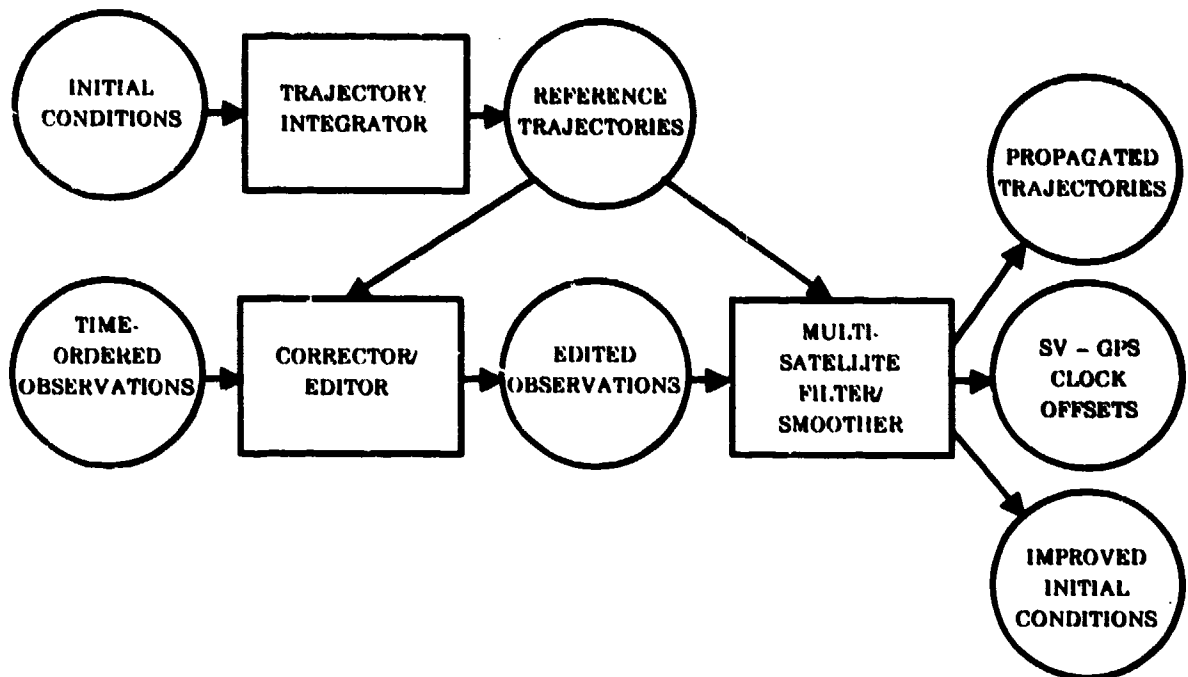 INITIAL
CONDITIONS
TRAJECTORY
INTEGRATOR
REFERENCE
TRAJECTORIES
PROPAGATED
TRAJECTORIES
TIME-
ORDERED
OBSERVATIONS
CORRECTOR/
EDITOR
EDITED
OBSERVATIONS
MULTI-
SATELLITE
FILTER/
SMOOTHER
SV – GPS
CLOCK
OFFSETS
IMPROVED
INITIAL
CONDITIONS